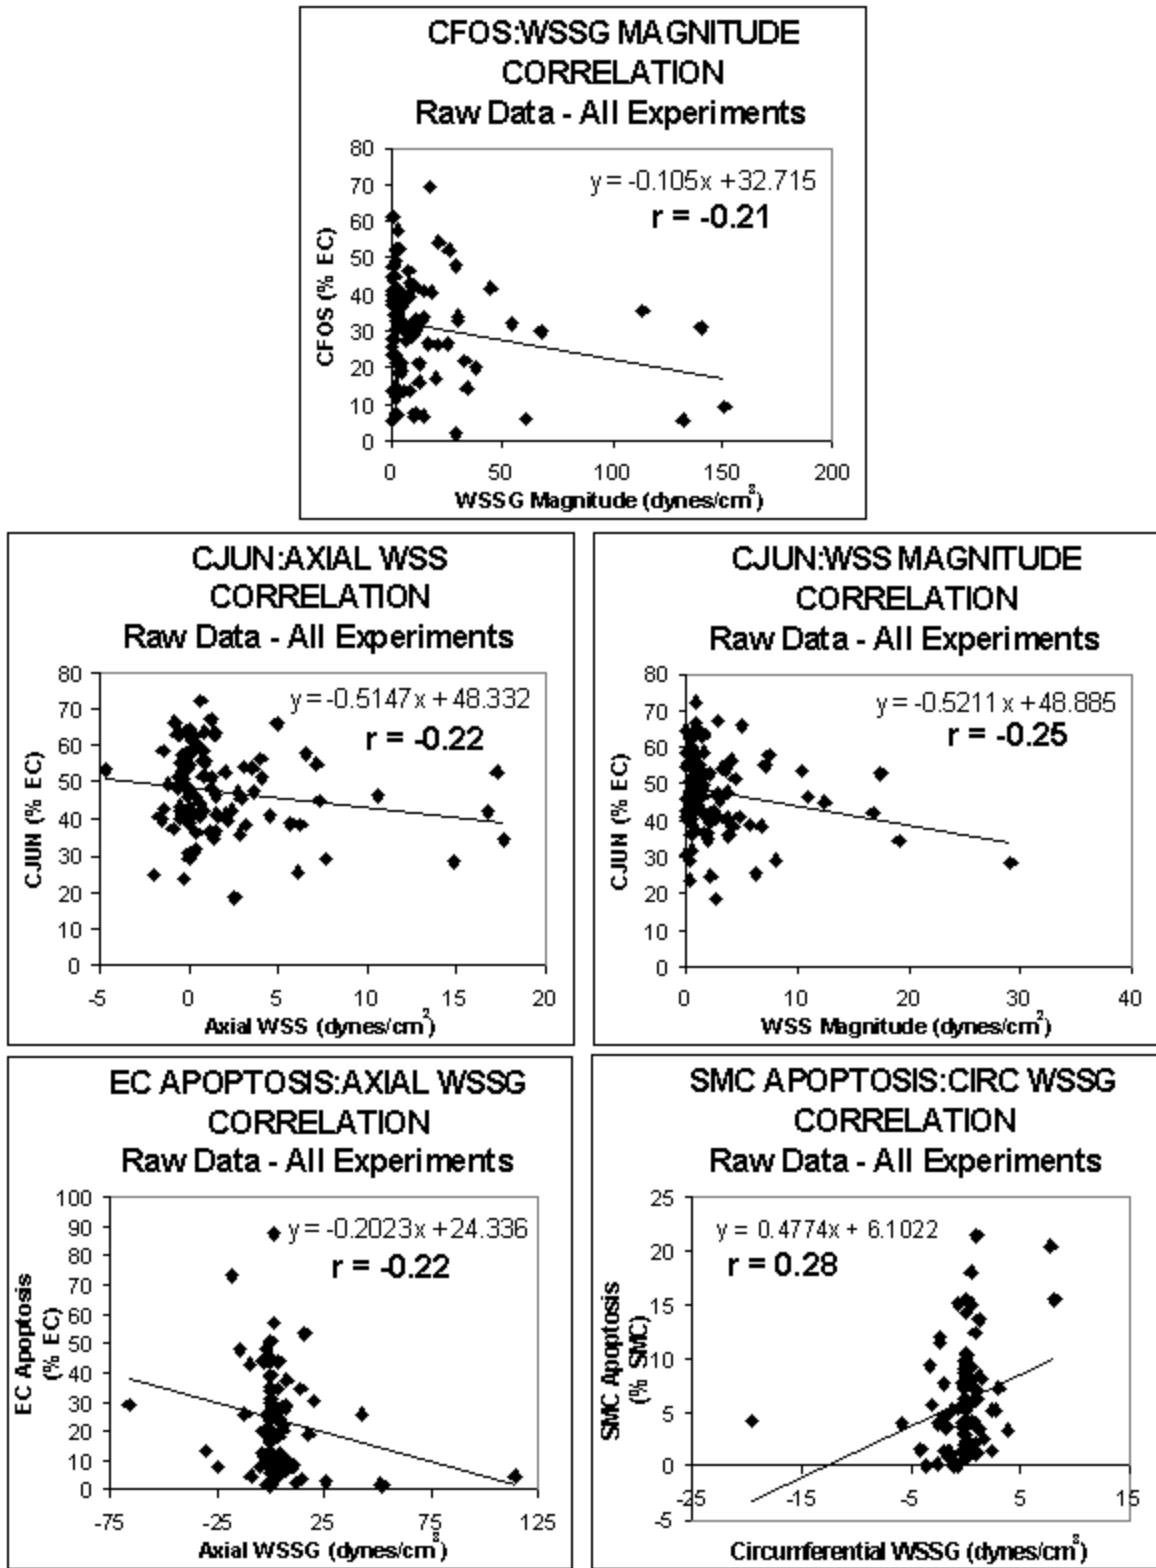 CFOS:WSSG MAGNITUDE
CORRELATION
Raw Data - All Experiments
y = -0.105x + 32.715
r = -0.21
CFOS (% EC)
80
70
60
50
40
30
20
10
0
0 50 100 150 200
WSSG Magnitude (dynes/cm³)
CJUN:AXIAL WSS
CORRELATION
Raw Data - All Experiments
y = -0.5147x + 48.332
r = -0.22
CJUN (% EC)
80
70
60
50
40
30
20
10
0
-5 0 5 10 15 20
Axial WSS (dynes/cm²)
CJUN:WSS MAGNITUDE
CORRELATION
Raw Data - All Experiments
y = -0.5211x + 48.885
r = -0.25
CJUN (% EC)
80
70
60
50
40
30
20
10
0
0 10 20 30 40
WSS Magnitude (dynes/cm²)
EC APOPTOSIS:AXIAL WSSG
CORRELATION
Raw Data - All Experiments
y = -0.2023x + 24.336
r = -0.22
EC Apoptosis
(% EC)
100
90
80
70
60
50
40
30
20
10
0
-75 -25 25 75 125
Axial WSSG (dynes/cm³)
SMC APOPTOSIS:CIRC WSSG
CORRELATION
Raw Data - All Experiments
y = 0.4774x + 6.1022
r = 0.28
SMC Apoptosis
(% SMC)
25
20
15
10
5
0
-5
-25 -15 -5 5 15
Circumferential WSSG (dynes/cm³)